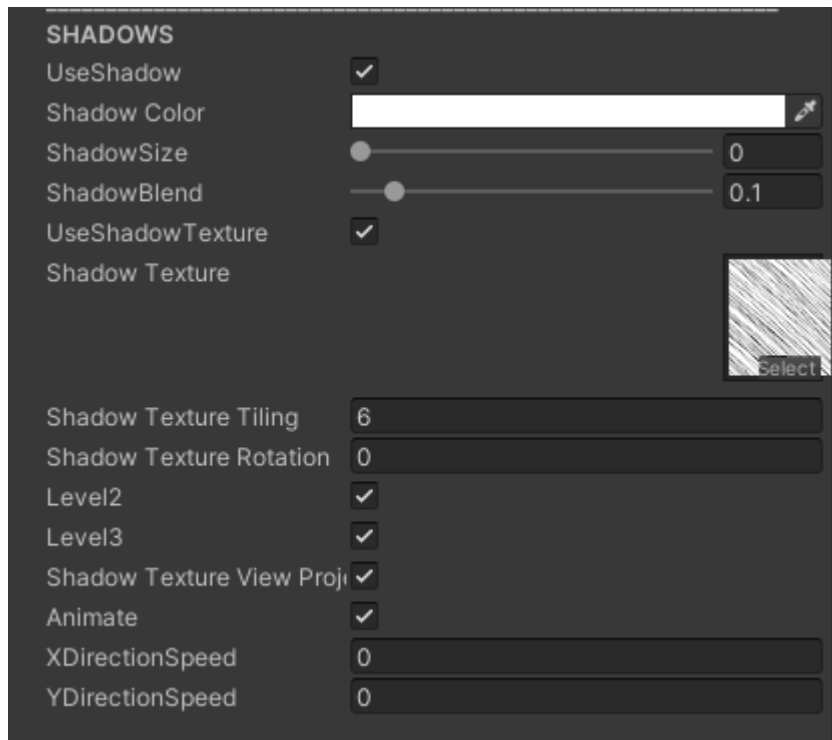 SHADOWS
UseShadow
Shadow Color
ShadowSize 0
ShadowBlend 0.1
UseShadowTexture
Shadow Texture
Select
Shadow Texture Tiling 6
Shadow Texture Rotation 0
Level2
Level3
Shadow Texture View Proj
Animate
XDirectionSpeed 0
YDirectionSpeed 0